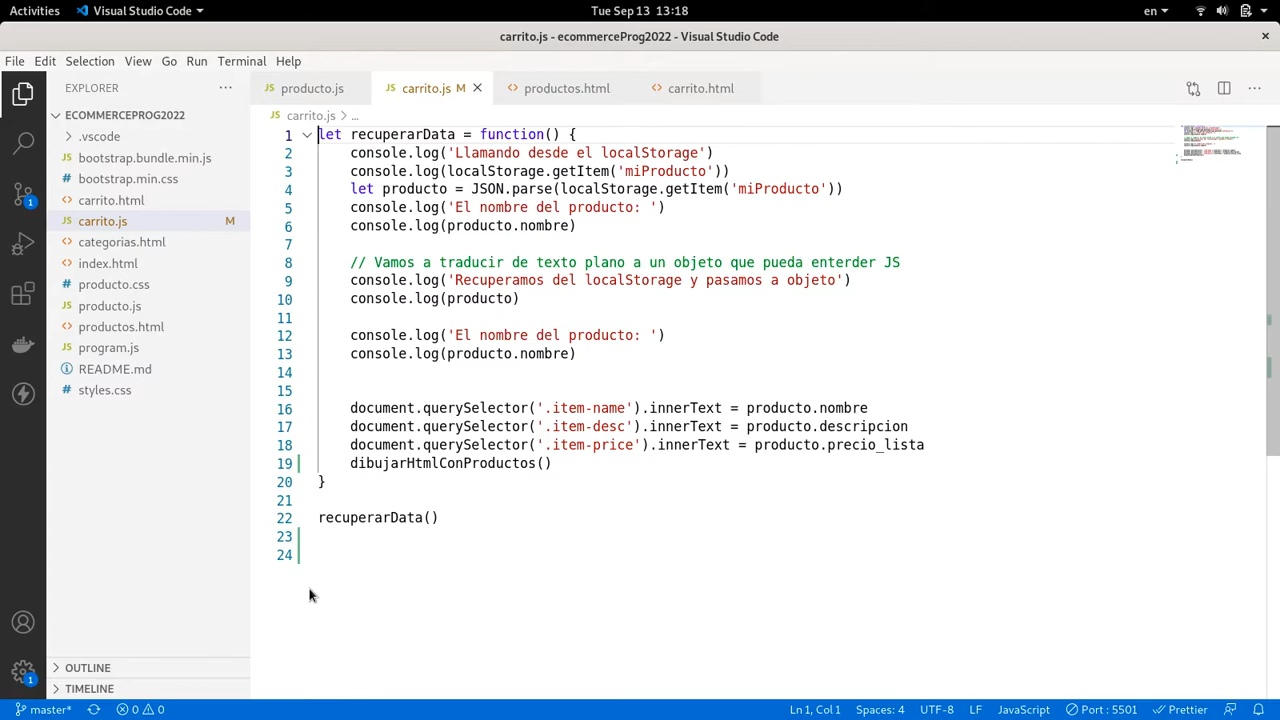 Activities Visual Studio Code Tue Sep 13 13:18 en
carrito.js - ecommerceProg2022 - Visual Studio Code ×
File Edit Selection View Go Run Terminal Help
EXPLORER ···
producto.js carrito.js M × productos.html carrito.html
ECOMMERCEPROG2022
carrito.js > ...
.vscode
bootstrap.bundle.min.js
bootstrap.min.css
carrito.html
carrito.js M
categorias.html
index.html
producto.css
producto.js
productos.html
program.js
README.md
styles.css
OUTLINE
TIMELINE
1 let recuperarData = function() {
2 console.log('Llamando desde el localStorage')
3 console.log(localStorage.getItem('miProducto'))
4 let producto = JSON.parse(localStorage.getItem('miProducto'))
5 console.log('El nombre del producto: ')
6 console.log(producto.nombre)
7
8 // Vamos a traducir de texto plano a un objeto que pueda enterder JS
9 console.log('Recuperamos del localStorage y pasamos a objeto')
10 console.log(producto)
11
12 console.log('El nombre del producto: ')
13 console.log(producto.nombre)
14
15
16 document.querySelector('.item-name').innerText = producto.nombre
17 document.querySelector('.item-desc').innerText = producto.descripcion
18 document.querySelector('.item-price').innerText = producto.precio_lista
19 dibujarHtmlConProductos()
20 }
21
22 recuperarData()
23
24
1
1
master* 0 0 Ln 1, Col 1 Spaces: 4 UTF-8 LF JavaScript Port : 5501 Prettier